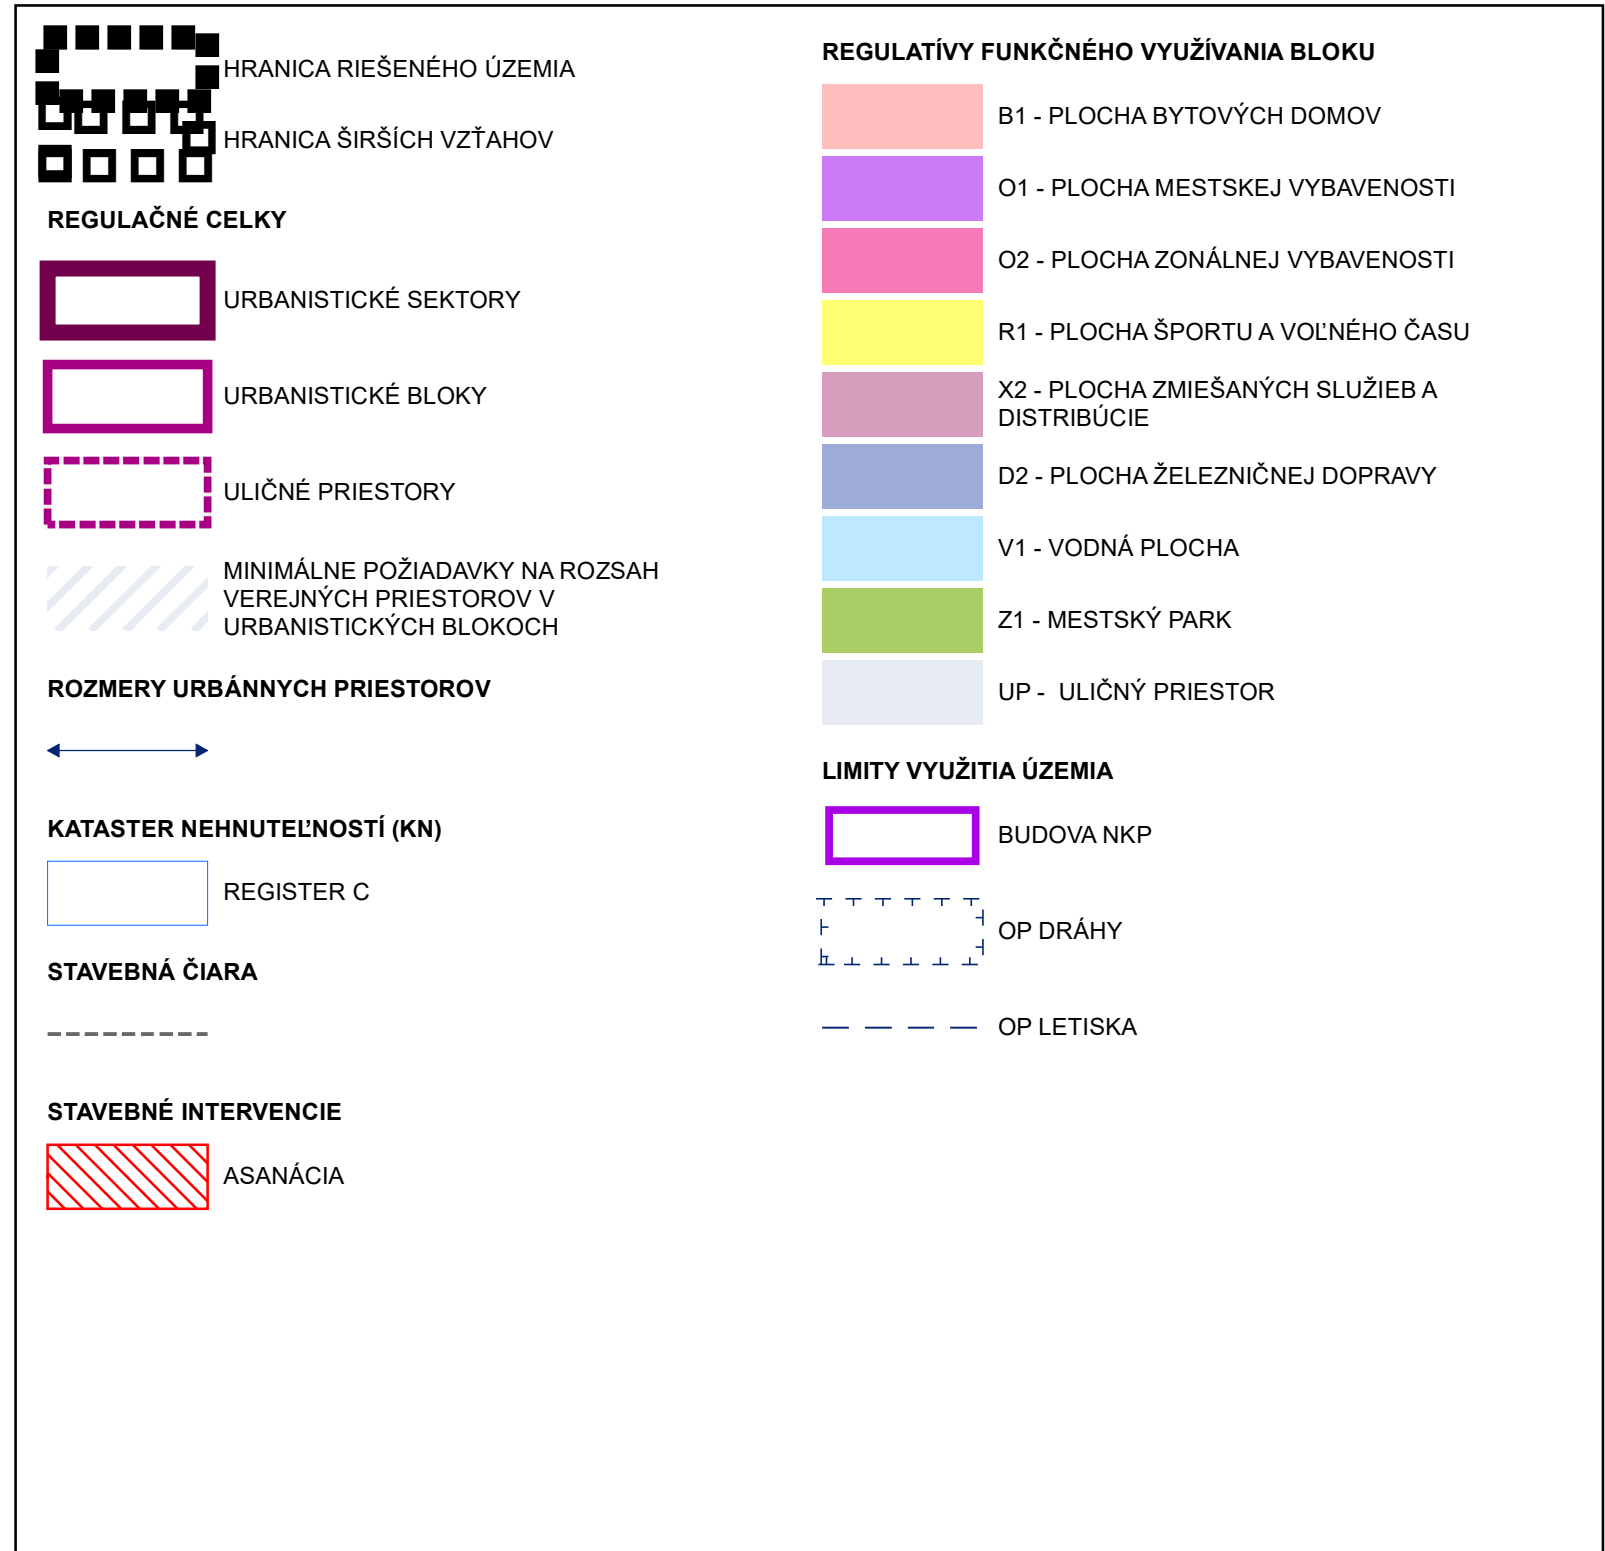 HRANICA RIEŠENÉHO ÚZEMIA
HRANICA ŠIRŠÍCH VZŤAHOV
REGULAČNÉ CELKY
URBANISTICKÉ SEKTORY
URBANISTICKÉ BLOKY
ULIČNÉ PRIESTORY
MINIMÁLNE POŽIADAVKY NA ROZSAH
VEREJNÝCH PRIESTOROV V
URBANISTICKÝCH BLOKOCH
ROZMERY URBÁNNYCH PRIESTOROV
KATASTER NEHNUTEĽNOSTÍ (KN)
REGISTER C
STAVEBNÁ ČIARA
STAVEBNÉ INTERVENCIE
ASANÁCIA
REGULATÍVY FUNKČNÉHO VYUŽÍVANIA BLOKU
B1 - PLOCHA BYTOVÝCH DOMOV
O1 - PLOCHA MESTSKEJ VYBAVENOSTI
O2 - PLOCHA ZONÁLNEJ VYBAVENOSTI
R1 - PLOCHA ŠPORTU A VOĽNÉHO ČASU
X2 - PLOCHA ZMIEŠANÝCH SLUŽIEB A
DISTRIBÚCIE
D2 - PLOCHA ŽELEZNIČNEJ DOPRAVY
V1 - VODNÁ PLOCHA
Z1 - MESTSKÝ PARK
UP -  ULIČNÝ PRIESTOR
LIMITY VYUŽITIA ÚZEMIA
BUDOVA NKP
OP DRÁHY
OP LETISKA